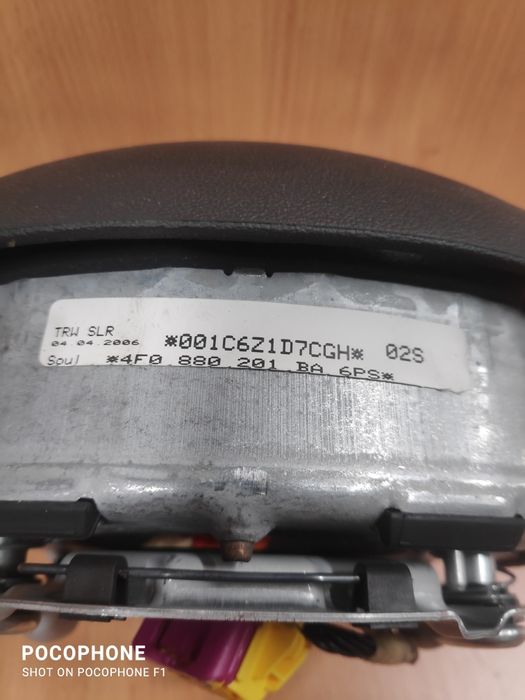 TRW SLR
04 04.2006
*001C6Z1D7CGH* 02S
Soul *4F0 880 201 BA 6PS*
POCOPHONE
SHOT ON POCOPHONE F1